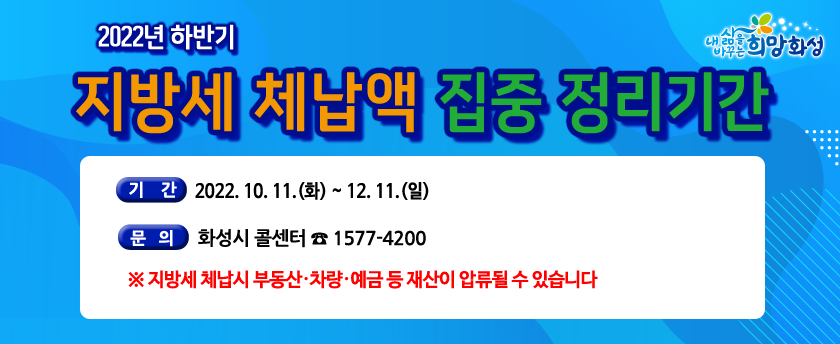 2022년 하반기
내 삶을 바꾸는 희망화성
지방세 체납액 집중 정리기간
기 간 2022. 10. 11.(화) ~ 12. 11.(일)
문 의 화성시 콜센터 ☎ 1577-4200
※ 지방세 체납시 부동산·차량·예금 등 재산이 압류될 수 있습니다